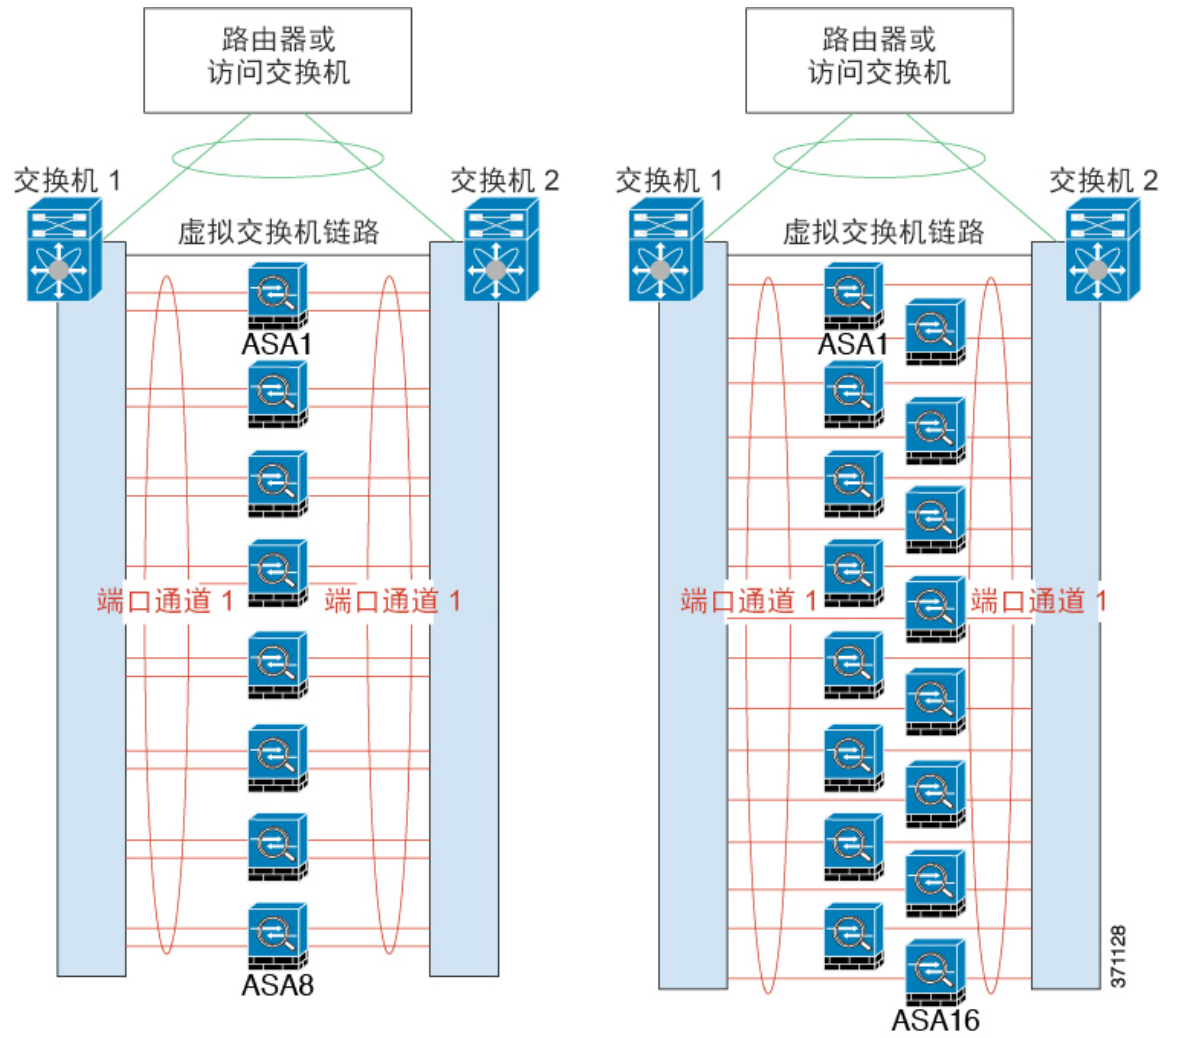 路由器或
访问交换机
交换机 1
交换机 2
虚拟交换机链路
ASA1
端口通道 1
端口通道 1
ASA8
路由器或
访问交换机
交换机 1
交换机 2
虚拟交换机链路
ASA1
端口通道 1
端口通道 1
ASA16
371128